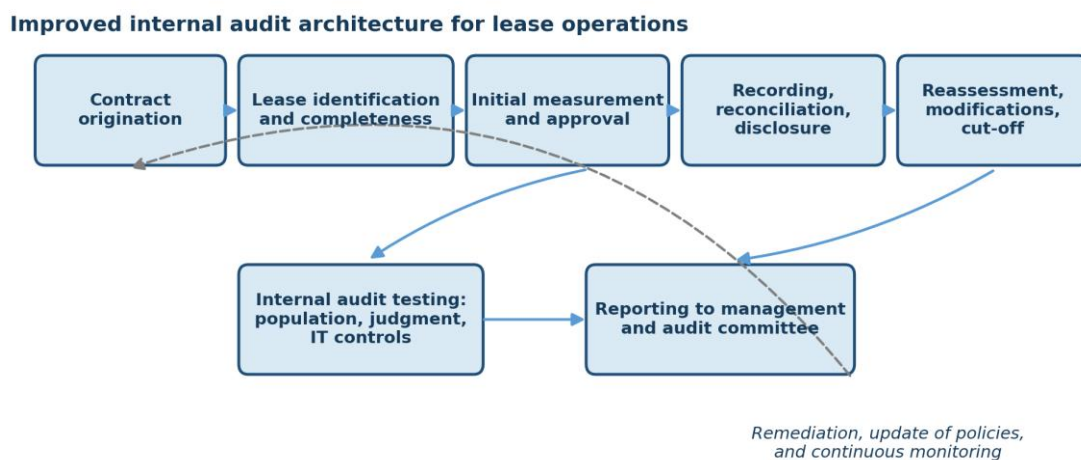 Improved internal audit architecture for lease operations
Contract
origination
Lease identification
and completeness
Initial measurement
and approval
Recording,
reconciliation,
disclosure
Reassessment,
modifications,
cut-off
Internal audit testing:
population, judgment,
IT controls
Reporting to management
and audit committee
Remediation, update of policies,
and continuous monitoring